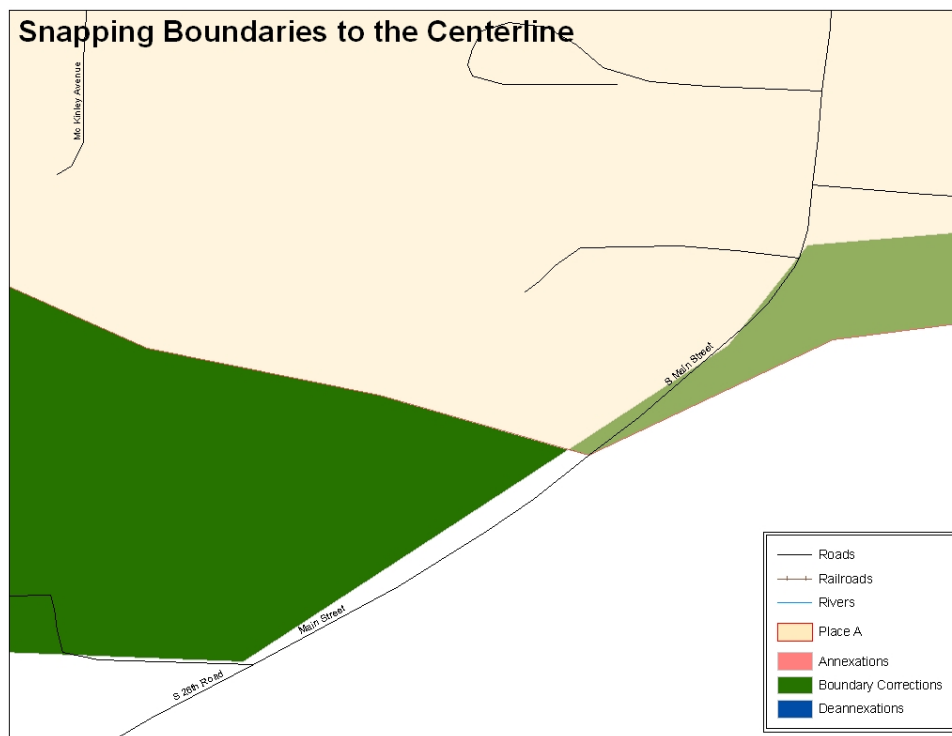 Snapping Boundaries to the Centerline
Mc Kinley Avenue
S Main Street
Main Street
S 26th Road
Roads
Railroads
Rivers
Place A
Annexations
Boundary Corrections
Deannexations